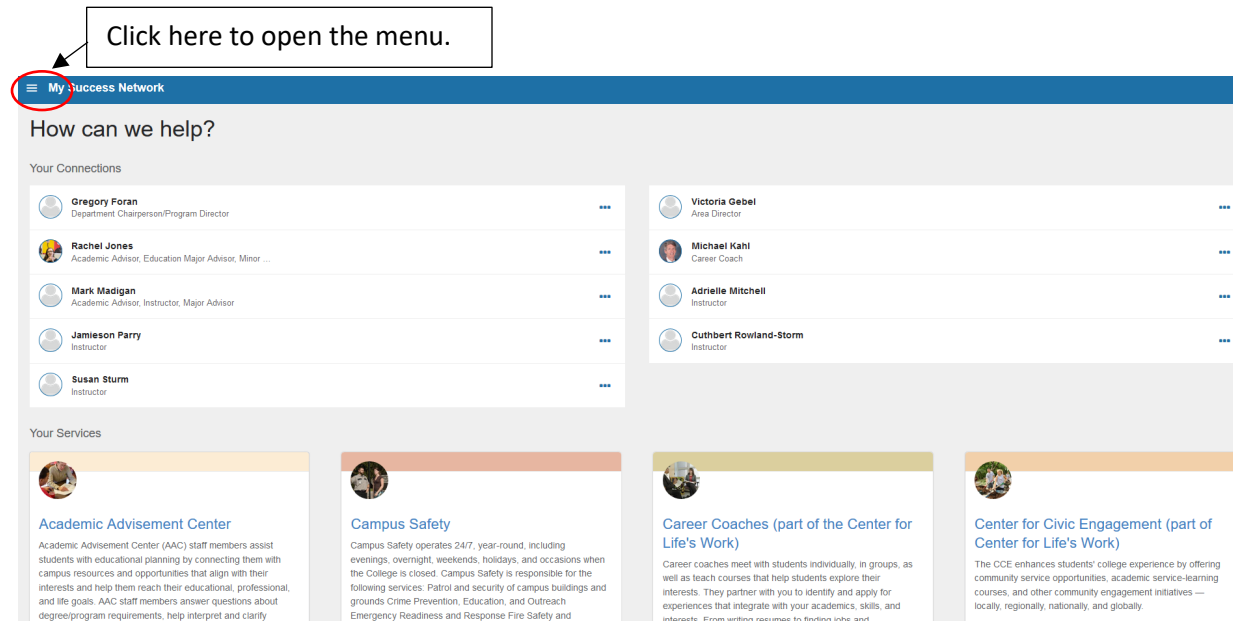 Click here to open the menu.
My Success Network
How can we help?
Your Connections
Gregory Foran
Department Chairperson/Program Director
Rachel Jones
Academic Advisor, Education Major Advisor, Minor ...
Mark Madigan
Academic Advisor, Instructor, Major Advisor
Jamieson Parry
Instructor
Susan Sturm
Instructor
Victoria Gebel
Area Director
Michael Kahl
Career Coach
Adrielle Mitchell
Instructor
Cuthbert Rowland-Storm
Instructor
Your Services
Academic Advisement Center
Academic Advisement Center (AAC) staff members assist
students with educational planning by connecting them with
campus resources and opportunities that align with their
interests and help them reach their educational, professional,
and life goals. AAC staff members answer questions about
degree/program requirements, help interpret and clarify
Campus Safety
Campus Safety operates 24/7, year-round, including
evenings, overnight, weekends, holidays, and occasions when
the College is closed. Campus Safety is responsible for the
following services: Patrol and security of campus buildings and
grounds Crime Prevention, Education, and Outreach
Emergency Readiness and Response Fire Safety and
Career Coaches (part of the Center for
Life's Work)
Career coaches meet with students individually, in groups, as
well as teach courses that help students explore their
interests. They partner with you to identify and apply for
experiences that integrate with your academics, skills, and
interests. From writing resumes to finding jobs and
Center for Civic Engagement (part of
Center for Life's Work)
The CCE enhances students' college experience by offering
community service opportunities, academic service-learning
courses, and other community engagement initiatives —
locally, regionally, nationally, and globally.